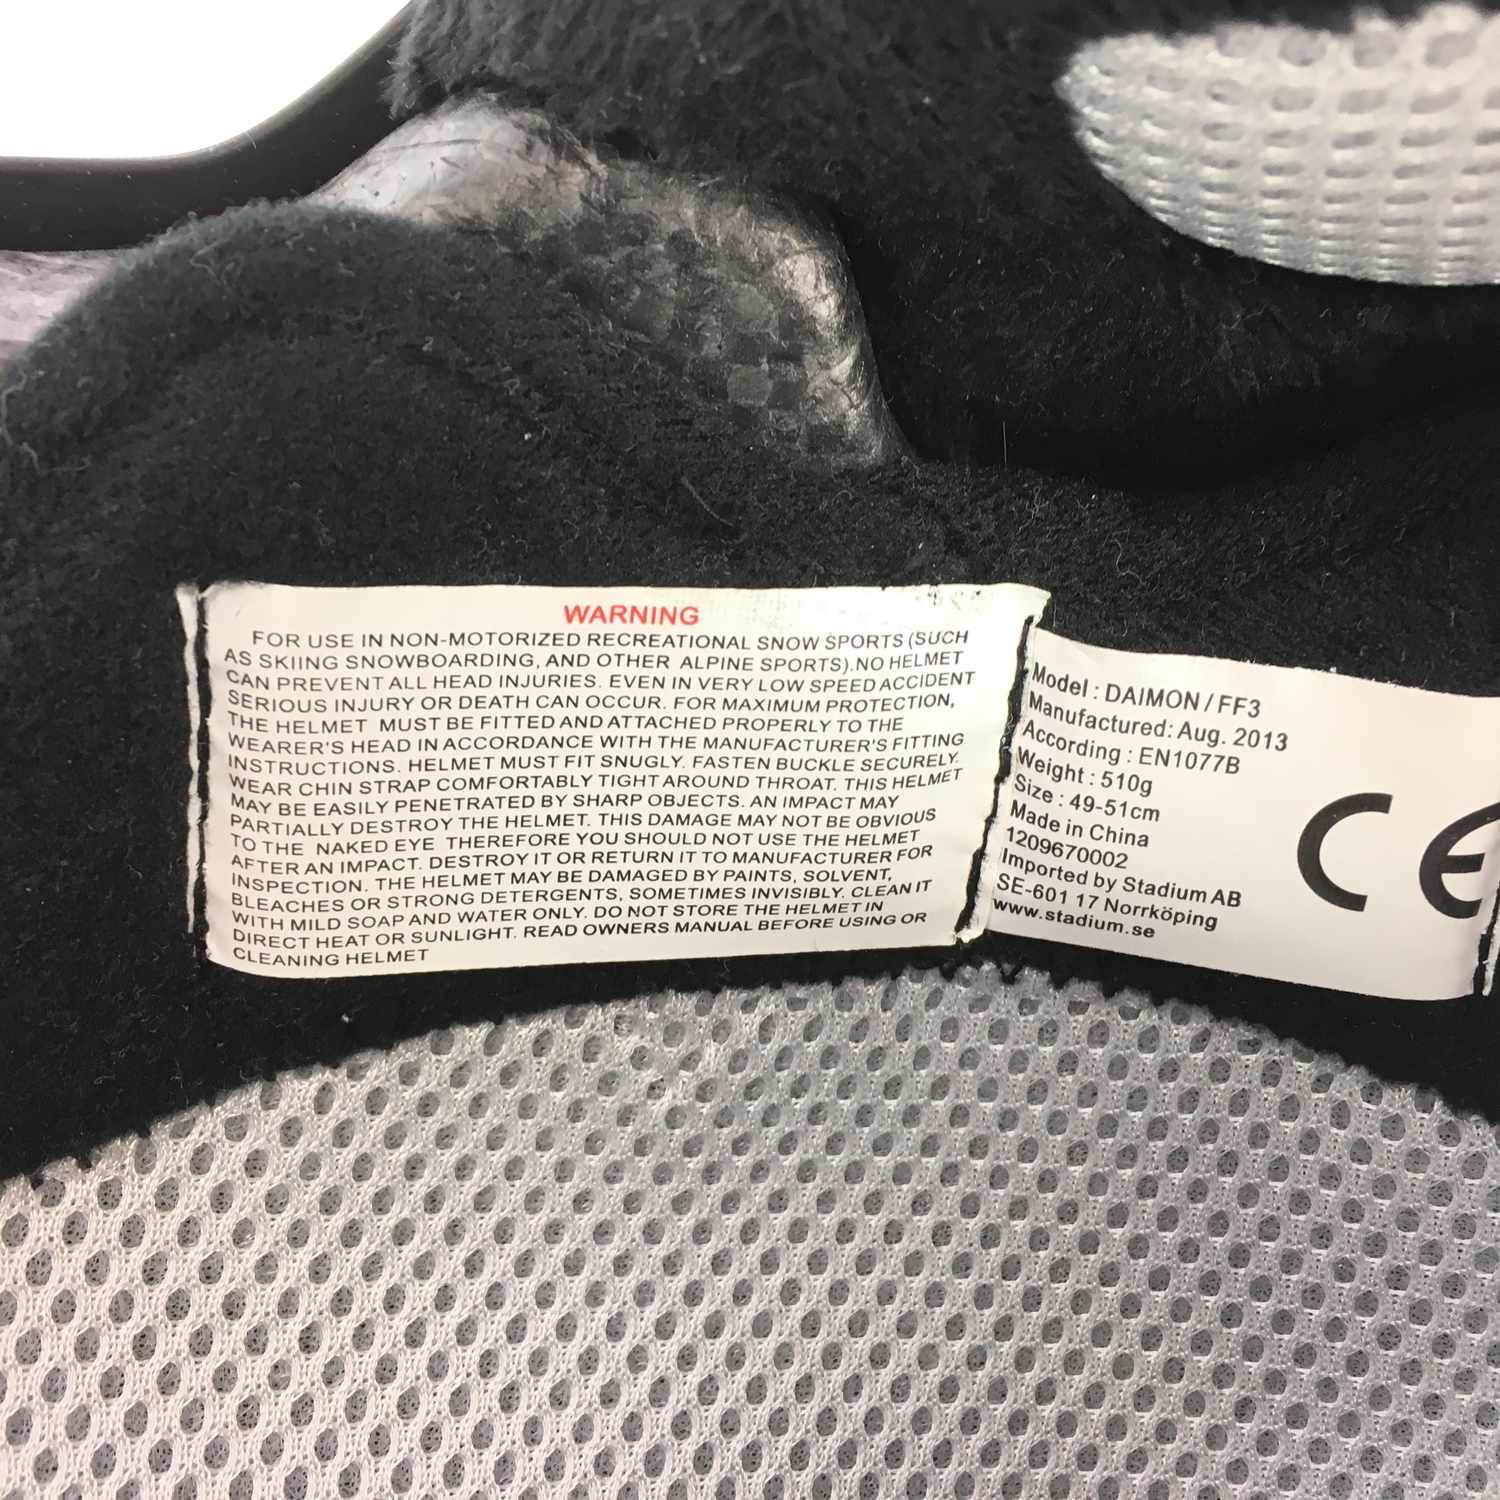 WARNING
FOR USE IN NON-MOTORIZED RECREATIONAL SNOW SPORTS (SUCH
AS SKIING SNOWBOARDING, AND OTHER ALPINE SPORTS).NO HELMET
CAN PREVENT ALL HEAD INJURIES. EVEN IN VERY LOW SPEED ACCIDENT
SERIOUS INJURY OR DEATH CAN OCCUR. FOR MAXIMUM PROTECTION,
THE HELMET MUST BE FITTED AND ATTACHED PROPERLY TO THE
WEARER'S HEAD IN ACCORDANCE WITH THE MANUFACTURER'S FITTING
INSTRUCTIONS. HELMET MUST FIT SNUGLY. FASTEN BUCKLE SECURELY.
WEAR CHIN STRAP COMFORTABLY TIGHT AROUND THROAT. THIS HELMET
MAY BE EASILY PENETRATED BY SHARP OBJECTS. AN IMPACT MAY
PARTIALLY DESTROY THE HELMET. THIS DAMAGE MAY NOT BE OBVIOUS
TO THE NAKED EYE THEREFORE YOU SHOULD NOT USE THE HELMET
AFTER AN IMPACT. DESTROY IT OR RETURN IT TO MANUFACTURER FOR
INSPECTION. THE HELMET MAY BE DAMAGED BY PAINTS, SOLVENT,
BLEACHES OR STRONG DETERGENTS, SOMETIMES INVISIBLY. CLEAN IT
WITH MILD SOAP AND WATER ONLY. DO NOT STORE THE HELMET IN
DIRECT HEAT OR SUNLIGHT. READ OWNERS MANUAL BEFORE USING OR
CLEANING HELMET
Model : DAIMON / FF3
Manufactured: Aug. 2013
According : EN1077B
Weight : 510g
Size : 49-51cm
Made in China
1209670002
Imported by Stadium AB
SE-601 17 Norrköping
www.stadium.se
CE